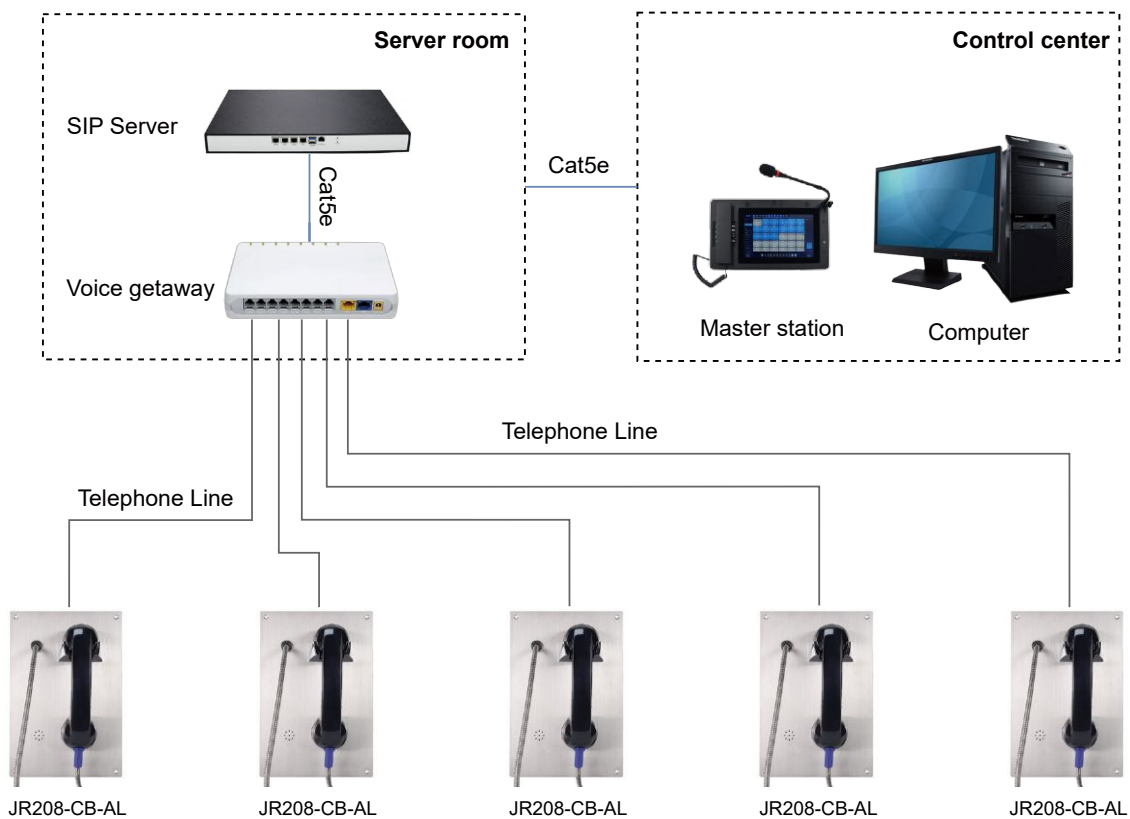 Server room
Control center
SIP Server
Cat5e
Cat5e
Voice getaway
Master station
Computer
Telephone Line
Telephone Line
JR208-CB-AL
JR208-CB-AL
JR208-CB-AL
JR208-CB-AL
JR208-CB-AL